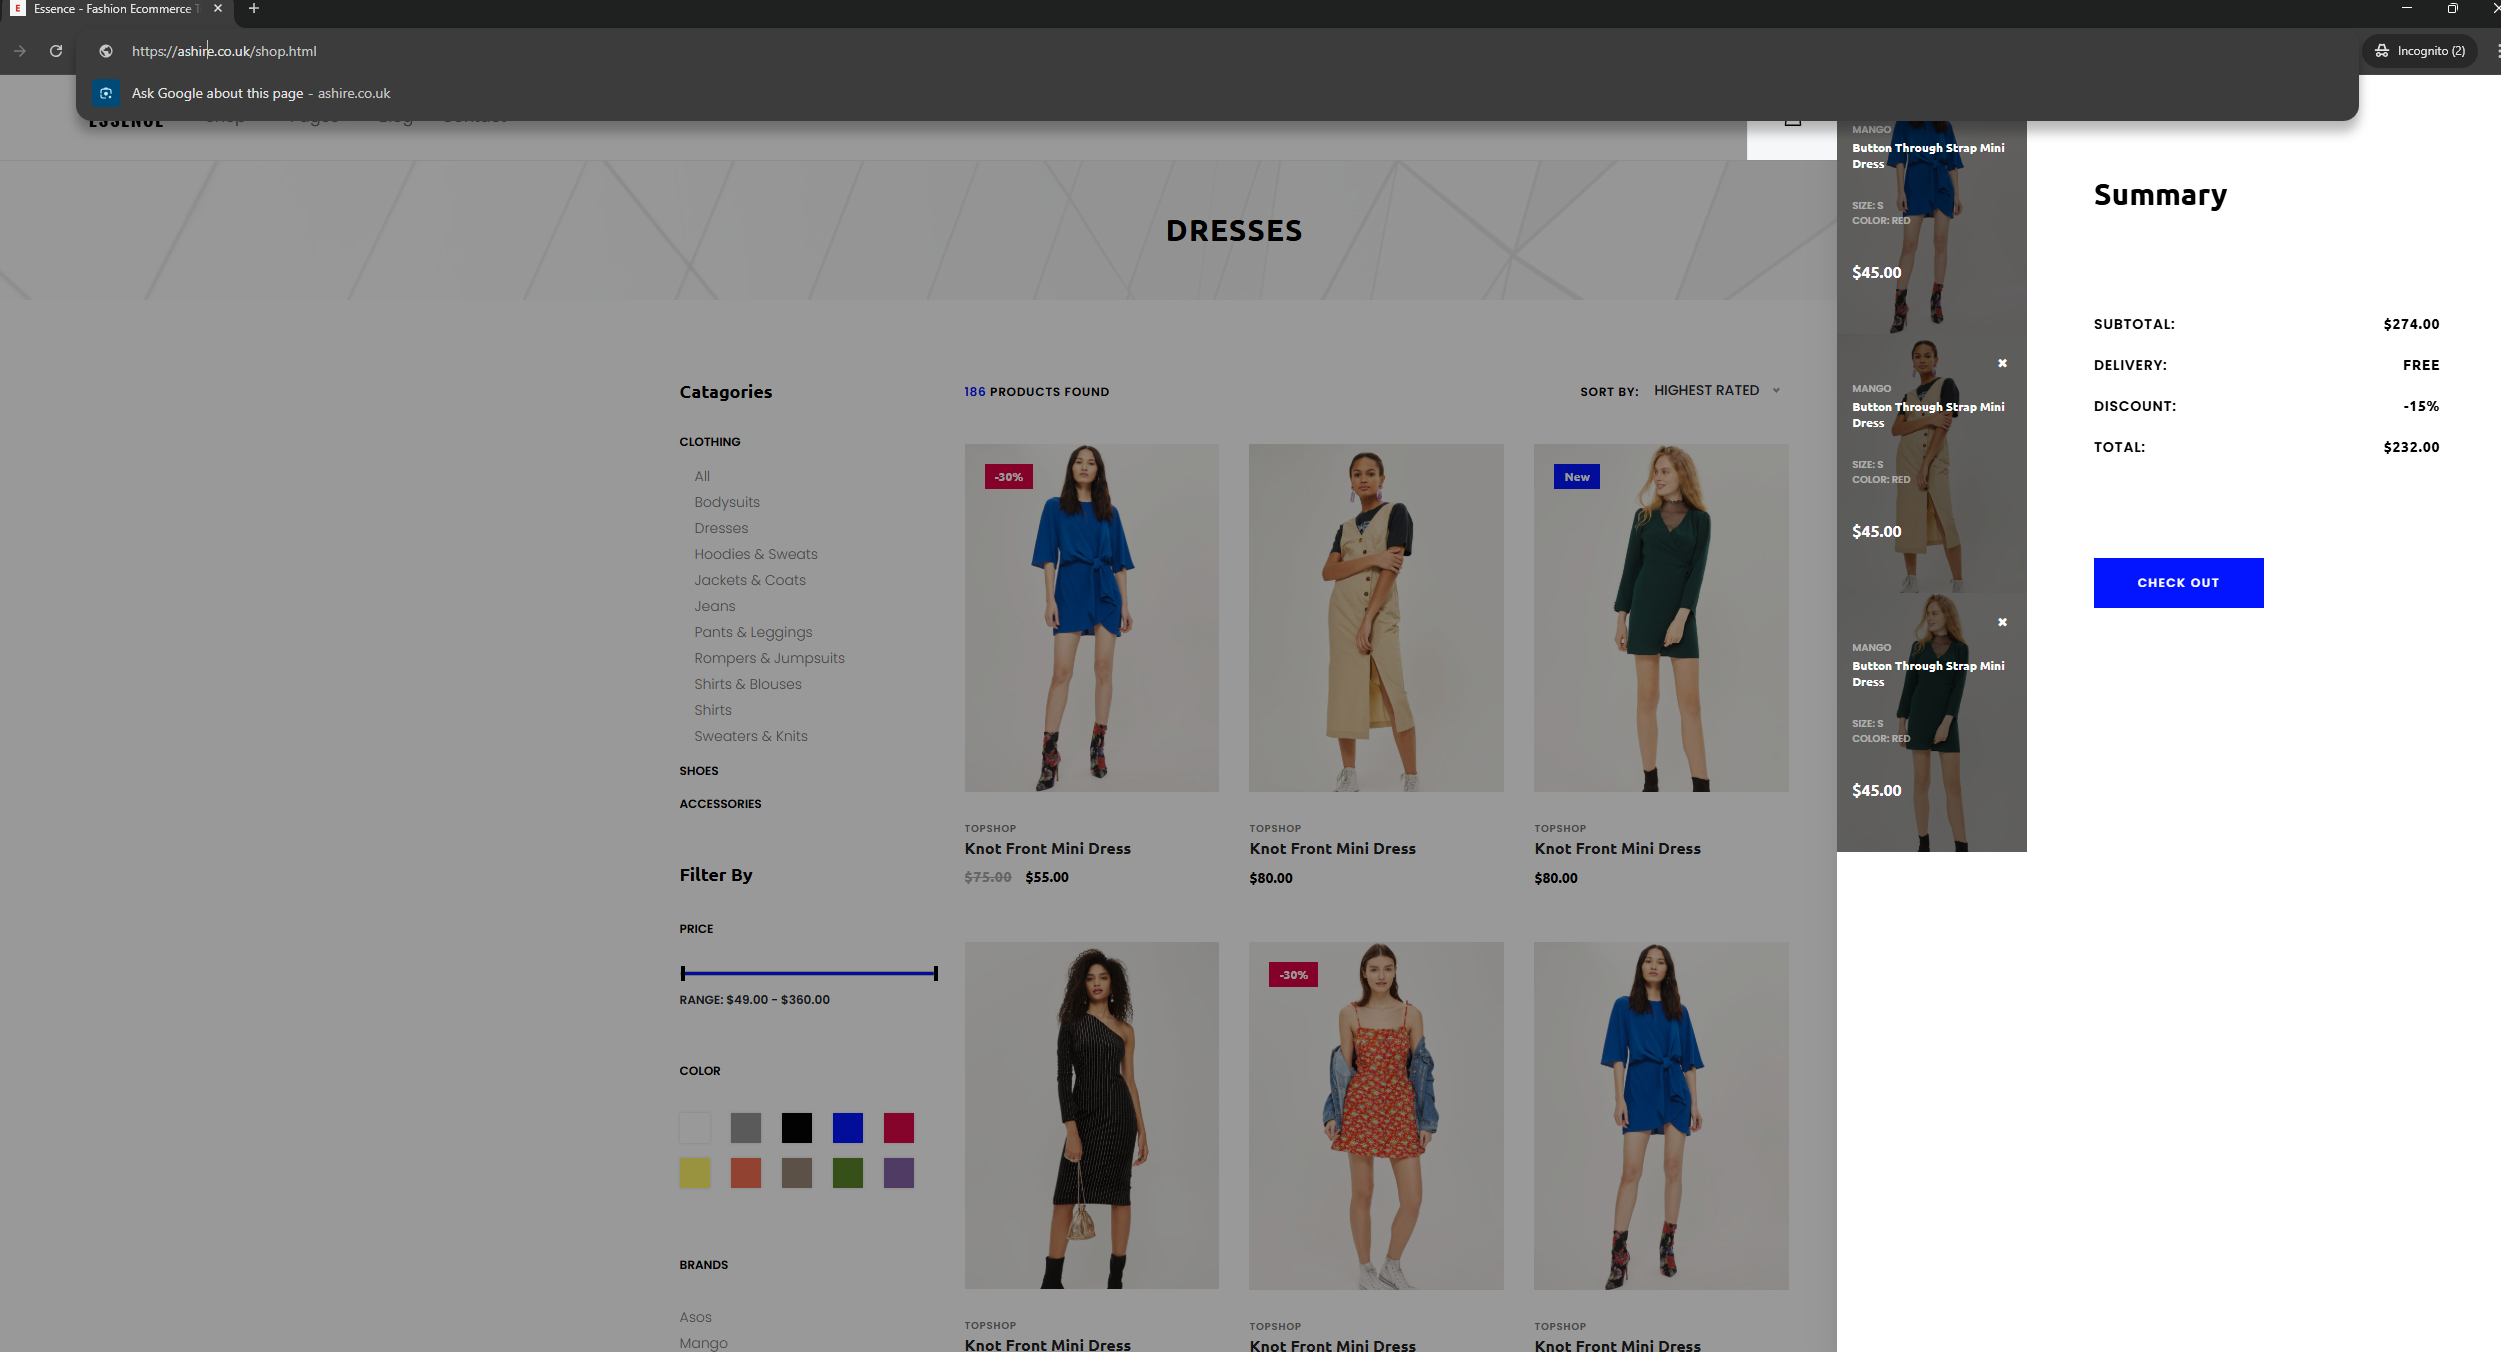 E Essence - Fashion Ecommerce T
https://ashire.co.uk/shop.html
Incognito (2)
Ask Google about this page - ashire.co.uk
ESSENCE Shop Pages Blog Contact
DRESSES
Catagories
CLOTHING
All
Bodysuits
Dresses
Hoodies & Sweats
Jackets & Coats
Jeans
Pants & Leggings
Rompers & Jumpsuits
Shirts & Blouses
Shirts
Sweaters & Knits
SHOES
ACCESSORIES
Filter By
PRICE
RANGE: $49.00 - $360.00
COLOR
BRANDS
Asos
Mango
186 PRODUCTS FOUND
SORT BY: HIGHEST RATED
-30%
TOPSHOP
Knot Front Mini Dress
$75.00 $55.00
TOPSHOP
Knot Front Mini Dress
$80.00
New
TOPSHOP
Knot Front Mini Dress
$80.00
TOPSHOP
Knot Front Mini Dress
-30%
TOPSHOP
Knot Front Mini Dress
TOPSHOP
Knot Front Mini Dress
MANGO
Button Through Strap Mini
Dress
SIZE: S
COLOR: RED
$45.00
MANGO
Button Through Strap Mini
Dress
SIZE: S
COLOR: RED
$45.00
MANGO
Button Through Strap Mini
Dress
SIZE: S
COLOR: RED
$45.00
Summary
SUBTOTAL: $274.00
DELIVERY: FREE
DISCOUNT: -15%
TOTAL: $232.00
CHECK OUT